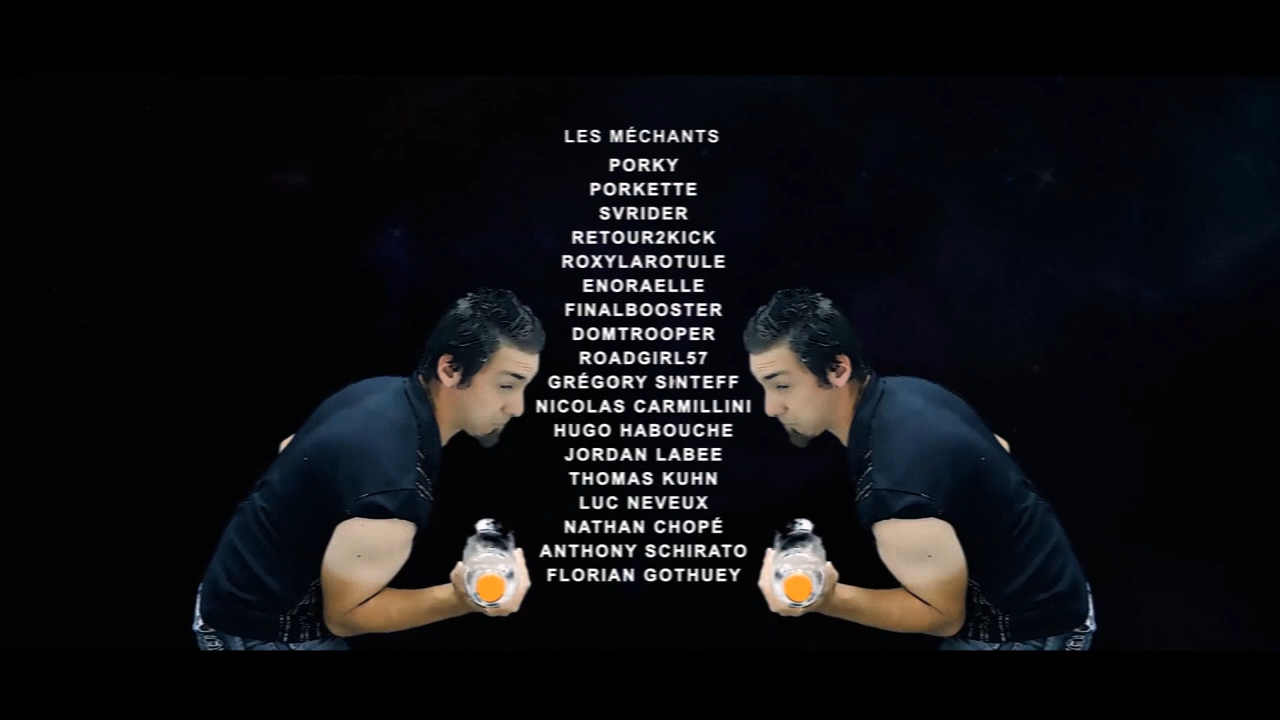 LES MÉCHANTS
PORKY
PORKETTE
SVRIDER
RETOUR2KICK
ROXYLAROTULE
ENORAELLE
FINALBOOSTER
DOMTROOPER
ROADGIRL57
GRÉGORY SINTEFF
NICOLAS CARMILLINI
HUGO HABOUCHE
JORDAN LABEE
THOMAS KUHN
LUC NEVEUX
NATHAN CHOPÉ
ANTHONY SCHIRATO
FLORIAN GOTHUEY